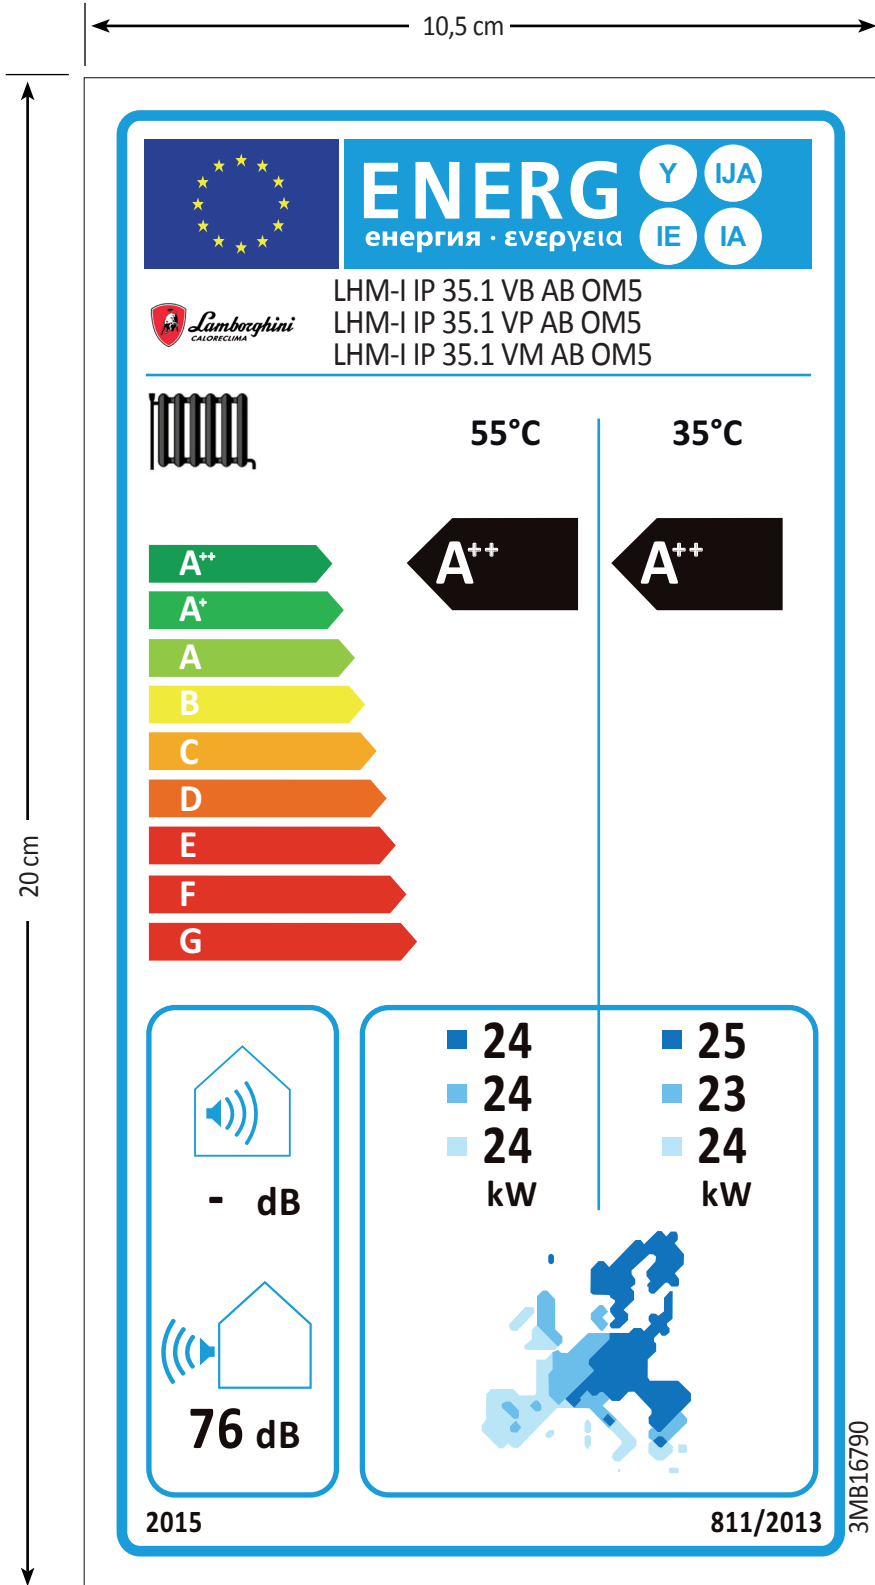 10,5 cm
20 cm
ENERG
енергия · ενεργεια
Y IJA
IE IA
Lamborghini
CALORECLIMA
LHM-I IP 35.1 VB AB OM5
LHM-I IP 35.1 VP AB OM5
LHM-I IP 35.1 VM AB OM5
55°C 35°C
A++ A++
A++
A+
A
B
C
D
E
F
G
24 25
24 23
24 24
kW kW
- dB
76 dB
2015 811/2013
3MB16790